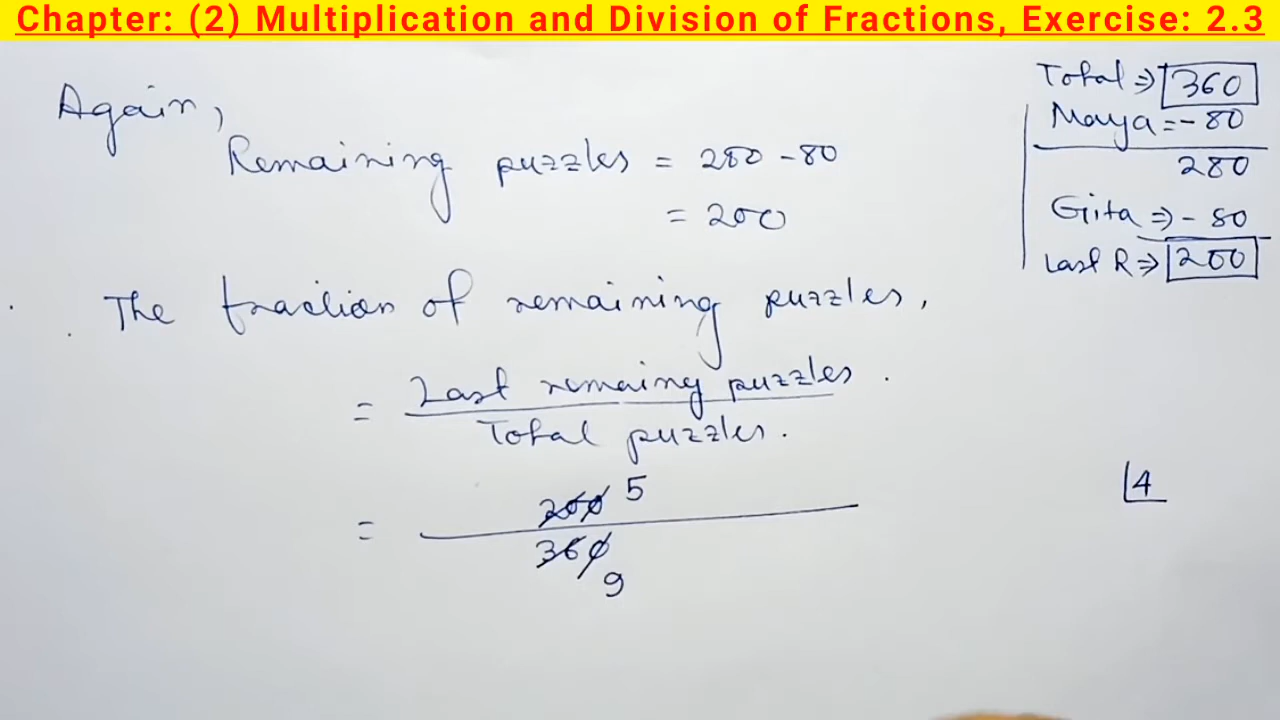 Chapter: (2) Multiplication and Division of Fractions, Exercise: 2.3
Again,
Remaining puzzles = 280 - 80
= 200
The fraction of remaining puzzles,
= Last remaing puzzles .
Total puzzles.
= 200 5
360
9
Total ⇒ 360
Maya = - 80
280
Gita ⇒ - 80
Last R ⇒ 200
4